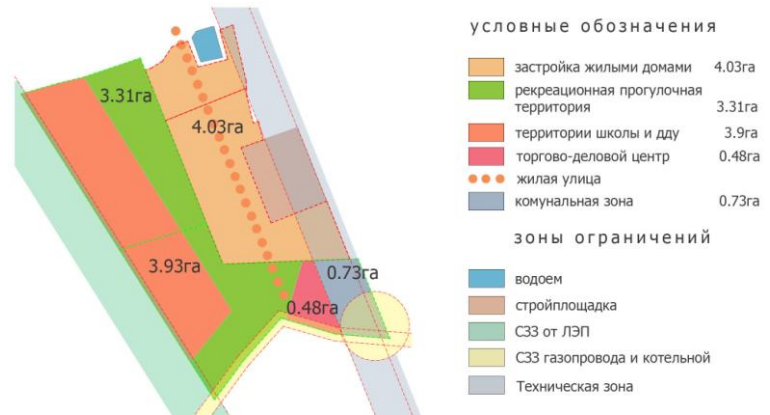 3.31га
4.03га
3.93га
0.73га
0.48га
условные обозначения
застройка жилыми домами 4.03га
рекреационная прогулочная
территория 3.31га
территории школы и дду 3.9га
торгово-деловой центр 0.48га
жилая улица
комунальная зона 0.73га
зоны ограничений
водоем
стройплощадка
СЗЗ от ЛЭП
СЗЗ газопровода и котельной
Техническая зона